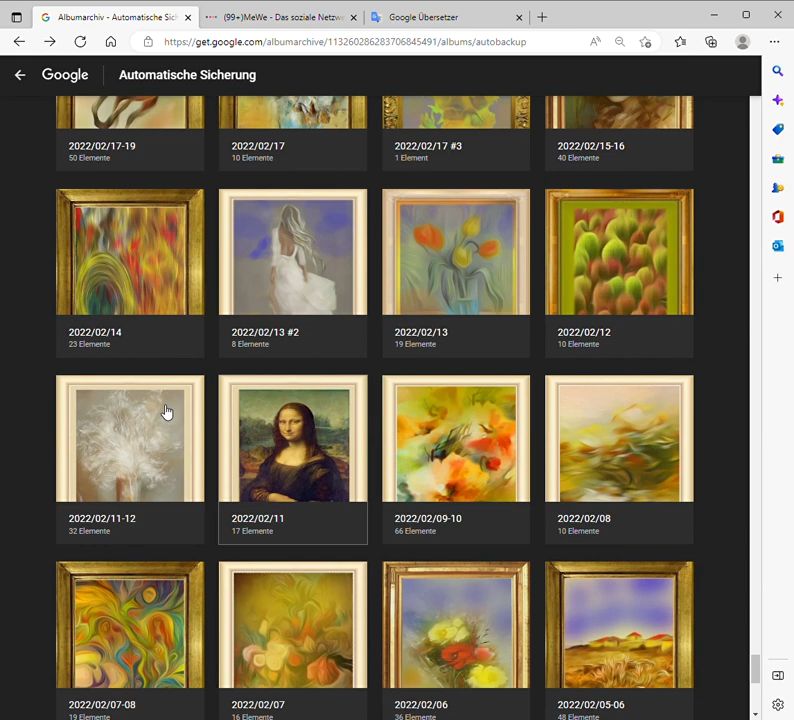 Albumarchiv - Automatische Sich
(99+)MeWe - Das soziale Netzwe
Google Übersetzer
https://get.google.com/albumarchive/113260286283706845491/albums/autobackup
Google
Automatische Sicherung
2022/02/17-19
50 Elemente
2022/02/17
10 Elemente
2022/02/17 #3
1 Element
2022/02/15-16
40 Elemente
2022/02/14
23 Elemente
2022/02/13 #2
8 Elemente
2022/02/13
19 Elemente
2022/02/12
10 Elemente
2022/02/11-12
32 Elemente
2022/02/11
17 Elemente
2022/02/09-10
66 Elemente
2022/02/08
10 Elemente
2022/02/07-08
19 Elemente
2022/02/07
16 Elemente
2022/02/06
36 Elemente
2022/02/05-06
48 Elemente